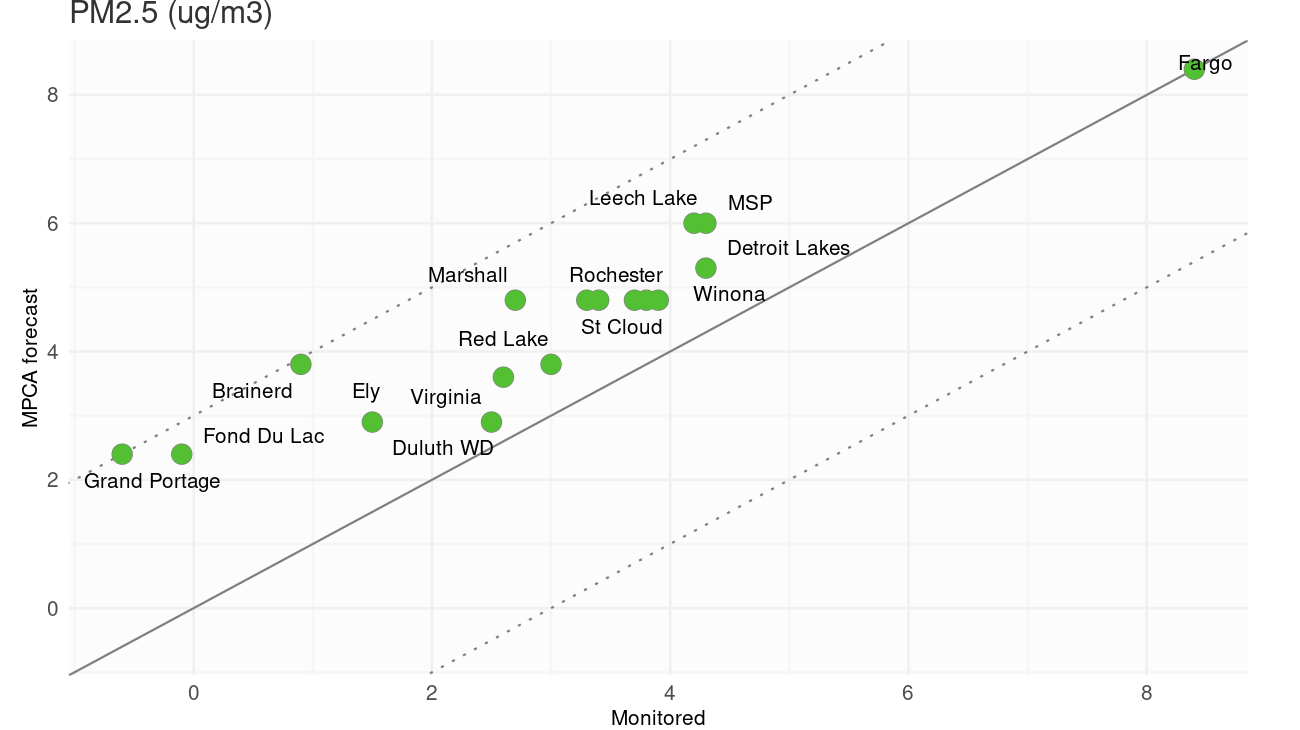 PM2.5 (ug/m3)
Fargo
8
Leech Lake
MSP
6
Detroit Lakes
Marshall
Rochester
Winona
St Cloud
Red Lake
4
Brainerd
Ely
Virginia
Fond Du Lac
Duluth WD
2
Grand Portage
0
MPCA forecast
0 2 4 6 8
Monitored